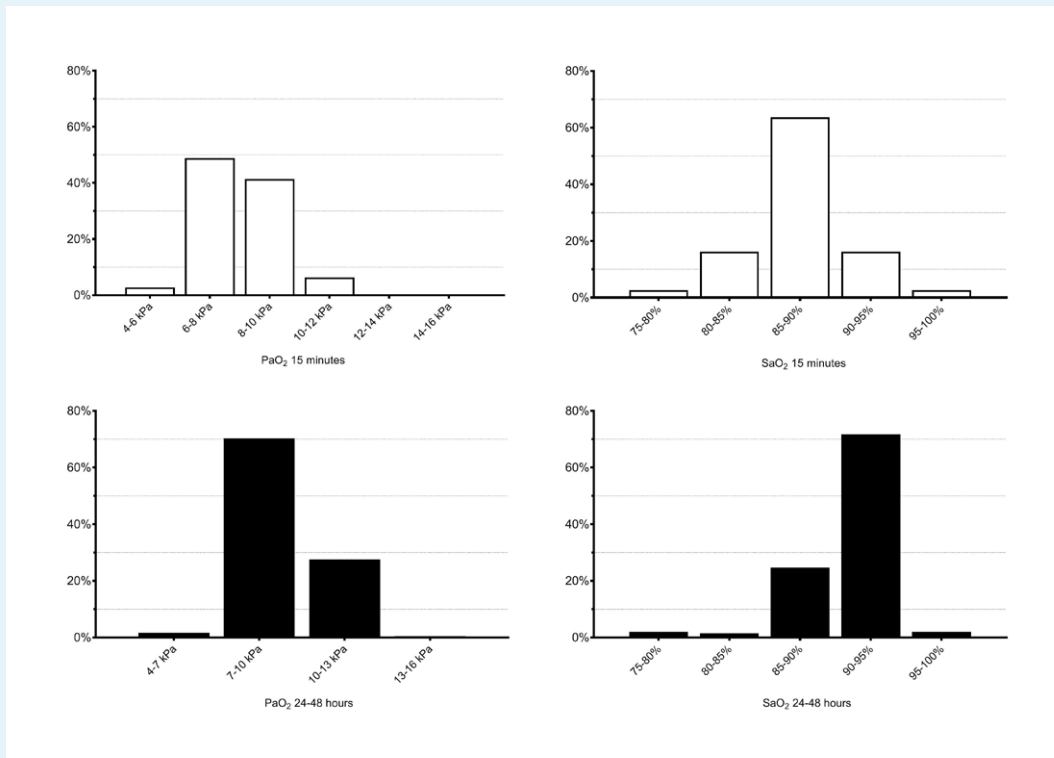 80%
60%
40%
20%
0%
4-6 kPa
6-8 kPa
8-10 kPa
10-12 kPa
12-14 kPa
14-16 kPa
PaO₂ 15 minutes
80%
60%
40%
20%
0%
75-80%
80-85%
85-90%
90-95%
95-100%
SaO₂ 15 minutes
80%
60%
40%
20%
0%
4-7 kPa
7-10 kPa
10-13 kPa
13-16 kPa
PaO₂ 24-48 hours
80%
60%
40%
20%
0%
75-80%
80-85%
85-90%
90-95%
95-100%
SaO₂ 24-48 hours